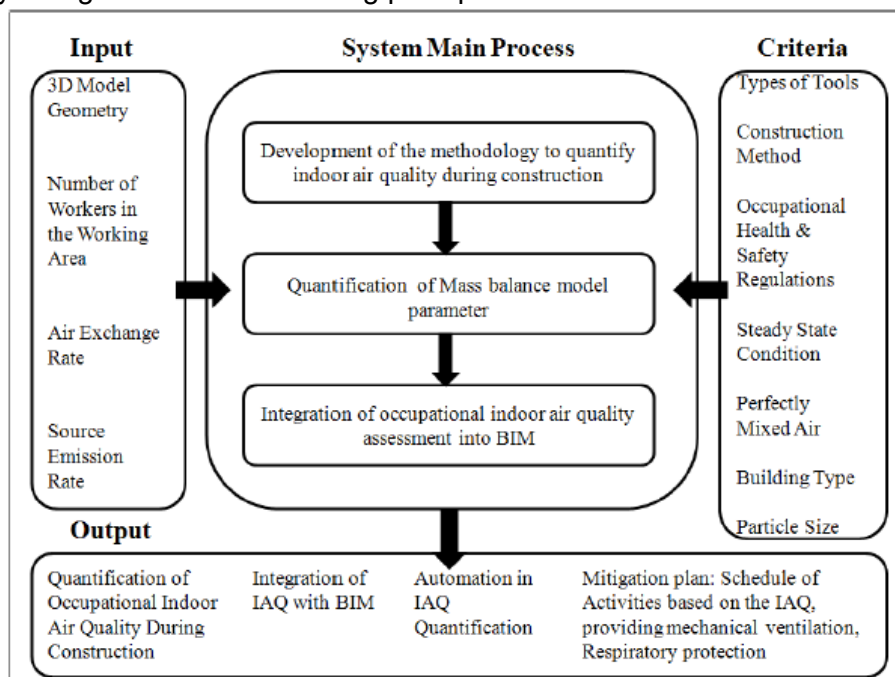 Input
3D Model
Geometry
Number of
Workers in
the Working
Area
Air Exchange
Rate
Source
Emission
Rate
System Main Process
Development of the methodology to quantify
indoor air quality during construction
Quantification of Mass balance model
parameter
Integration of occupational indoor air quality
assessment into BIM
Criteria
Types of Tools
Construction
Method
Occupational
Health &
Safety
Regulations
Steady State
Condition
Perfectly
Mixed Air
Building Type
Particle Size
Output
Quantification of
Occupational Indoor
Air Quality During
Construction
Integration of
IAQ with BIM
Automation in
IAQ
Quantification
Mitigation plan: Schedule of
Activities based on the IAQ,
providing mechanical ventilation,
Respiratory protection